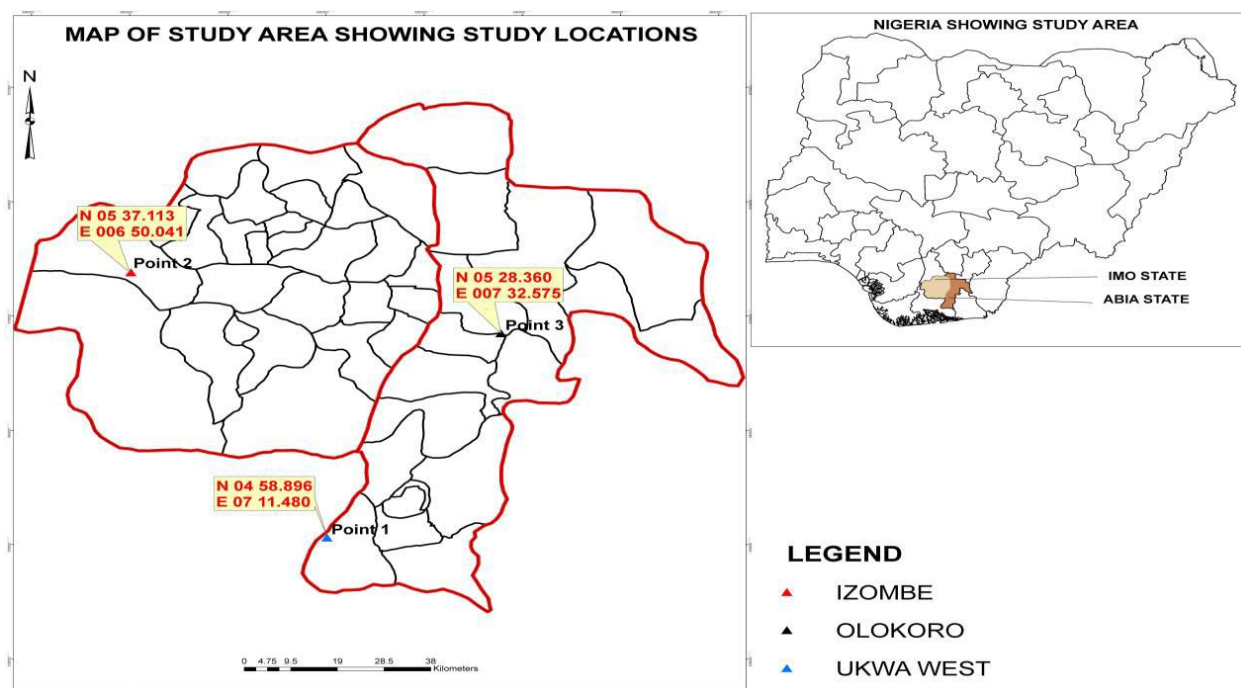 MAP OF STUDY AREA SHOWING STUDY LOCATIONS
N
N 05 37.113
E 006 50.041
Point 2
N 05 28.360
E 007 32.575
Point 3
N 04 58.896
E 07 11.480
Point 1
0 4.75 9.5 19 28.5 38
Kilometers
NIGERIA SHOWING STUDY AREA
IMO STATE
ABIA STATE
LEGEND
IZOMBE
OLOKORO
UKWA WEST